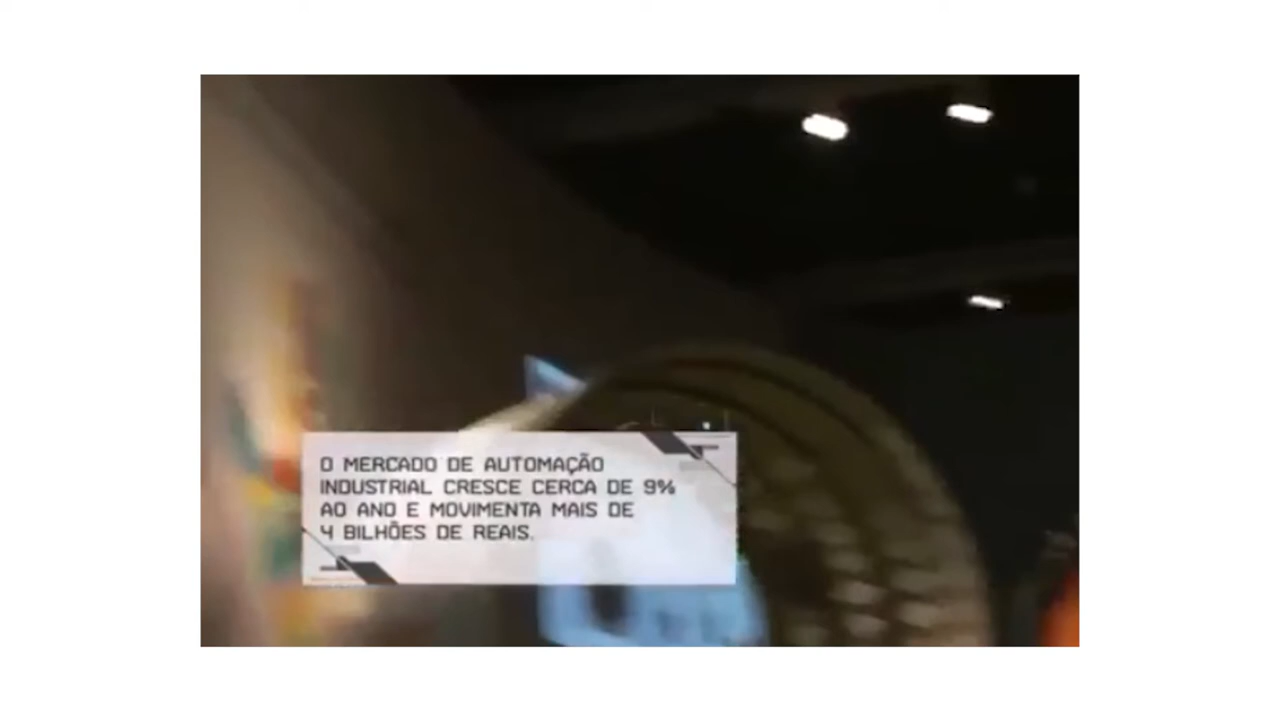 O MERCADO DE AUTOMAÇÃO
INDUSTRIAL CRESCE CERCA DE 9%
AO ANO E MOVIMENTA MAIS DE
4 BILHÕES DE REAIS.